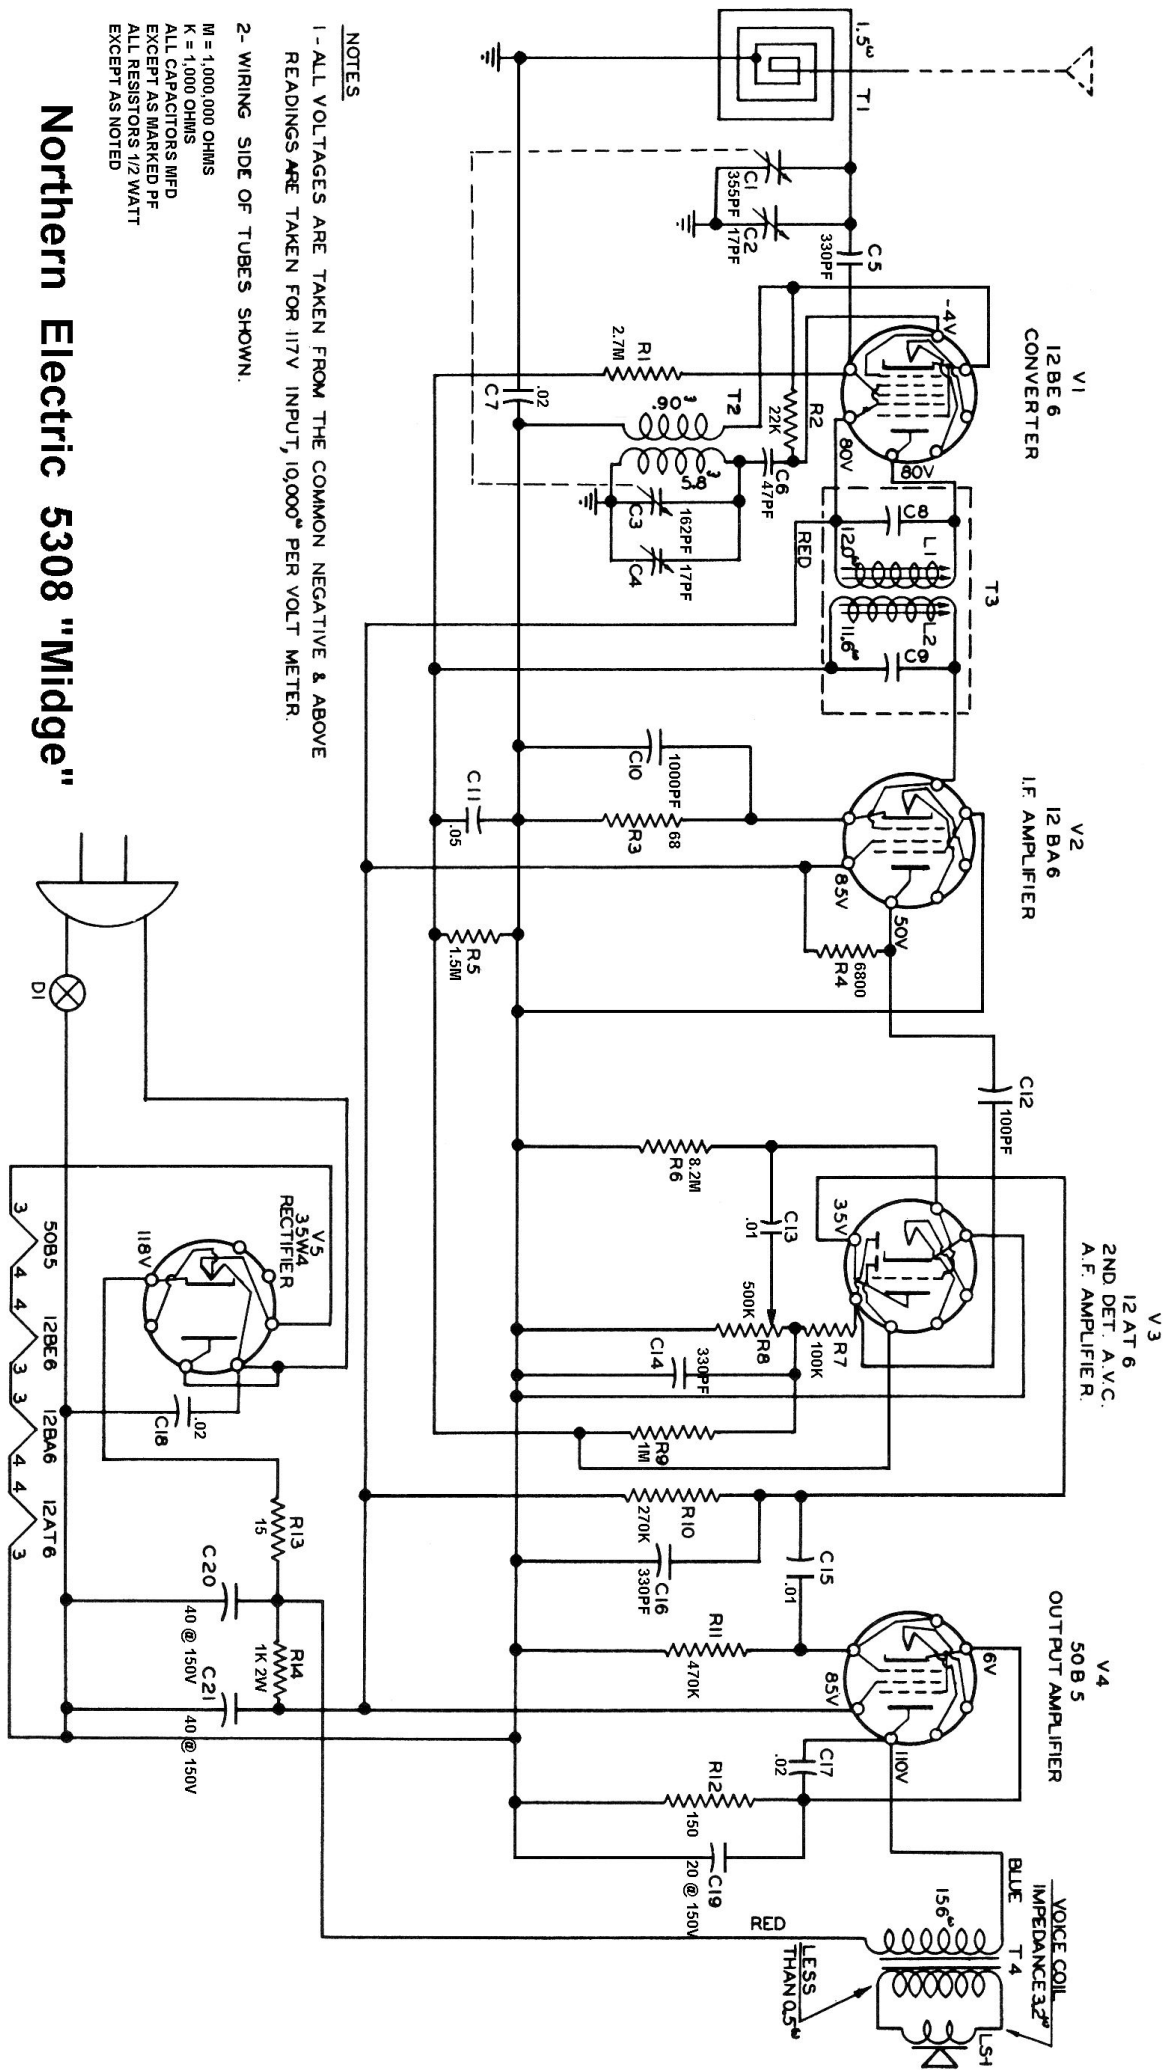 V1
12BE6
CONVERTER
V2
12BA6
I.F. AMPLIFIER
V3
12AT6
2ND. DET. A.V.C.
A.F. AMPLIFIER.
V4
50B5
OUTPUT AMPLIFIER
VOICE COIL
IMPEDANCE 3.2ω
1.5ω
T1
C1
355PF
C2
17PF
C5
330PF
-4V
80V
80V
R1
2.7M
R2
22K
C6
47PF
T2
.90ω
5.8ω
C3
162PF
C4
17PF
C7
.02
T3
C8
L1
12.0ω
L2
11.6ω
C9
RED
C10
1000PF
R3
68
C11
.05
R5
1.5M
85V
50V
R4
6800
C12
100PF
R6
8.2M
C13
.01
35V
500K
R8
R7
100K
C14
330PF
R9
1M
R10
270K
C16
330PF
C15
.01
R11
470K
6V
85V
110V
C17
.02
R12
150
C19
20 @ 150V
BLUE
RED
156ω
T4
LESS
THAN 0.5ω
LS1
NOTES
1- ALL VOLTAGES ARE TAKEN FROM THE COMMON NEGATIVE & ABOVE
READINGS ARE TAKEN FOR 117V INPUT, 10,000ω PER VOLT METER.
2- WIRING SIDE OF TUBES SHOWN.
M = 1,000,000 OHMS
K = 1,000 OHMS
ALL CAPACITORS MFD
EXCEPT AS MARKED PF
ALL RESISTORS 1/2 WATT
EXCEPT AS NOTED
Northern Electric 5308 "Midge"
D1
V5
35W4
RECTIFIER
118V
C18
.02
R13
15
R14
1K 2W
C20
40 @ 150V
C21
40 @ 150V
3 50B5 4
4 12BE6 3
3 12BA6 4
4 12AT6 3